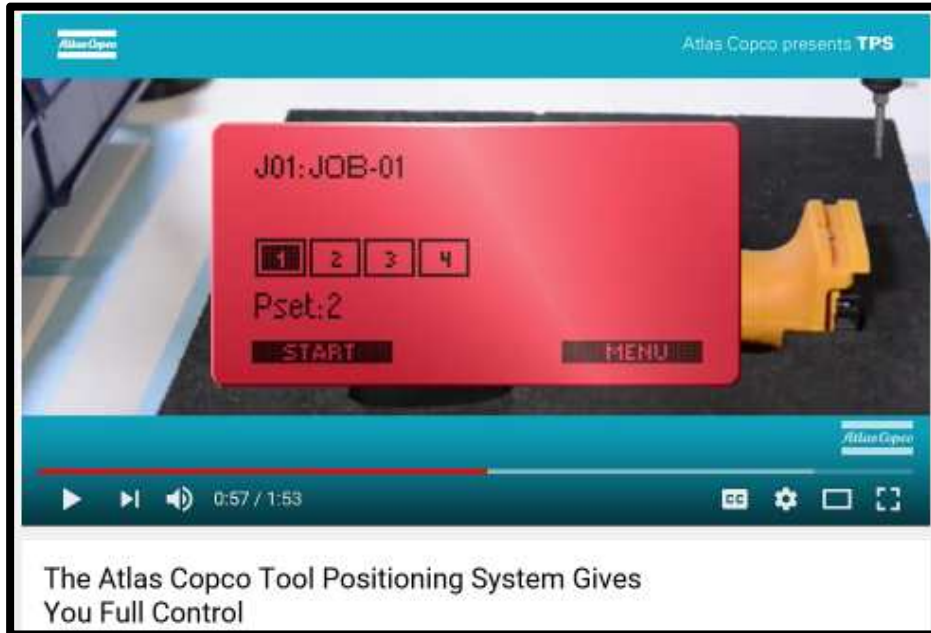 Atlas Copco
Atlas Copco presents TPS
J01:JOB-01
1 2 3 4
Pset:2
START MENU
Atlas Copco
0:57 / 1:53 CC
The Atlas Copco Tool Positioning System Gives
You Full Control